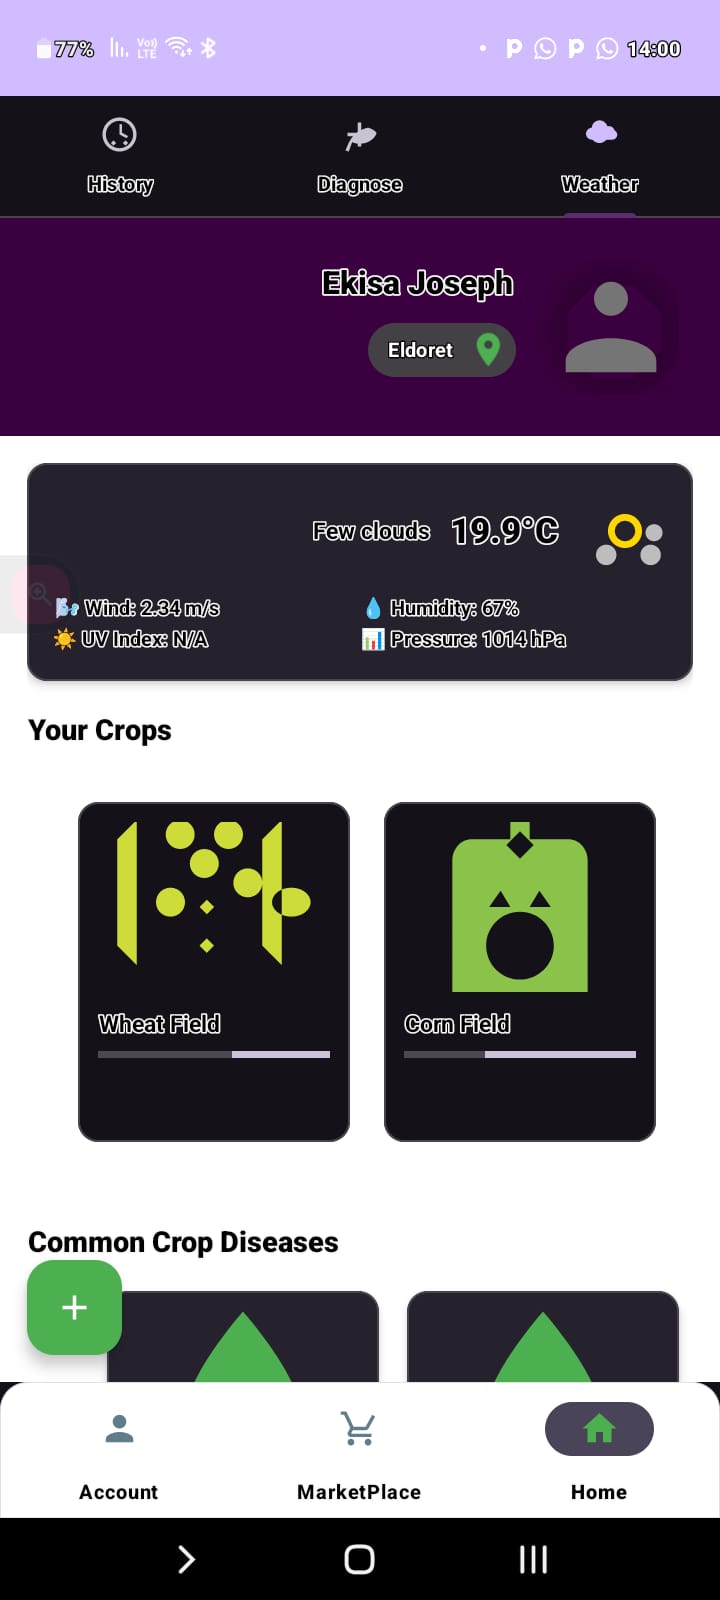 77% Vo)) LTE 14:00
History Diagnose Weather
Ekisa Joseph
Eldoret
Few clouds 19.9°C
Wind: 2.34 m/s Humidity: 67%
UV Index: N/A Pressure: 1014 hPa
Your Crops
Wheat Field Corn Field
Common Crop Diseases
Account MarketPlace Home